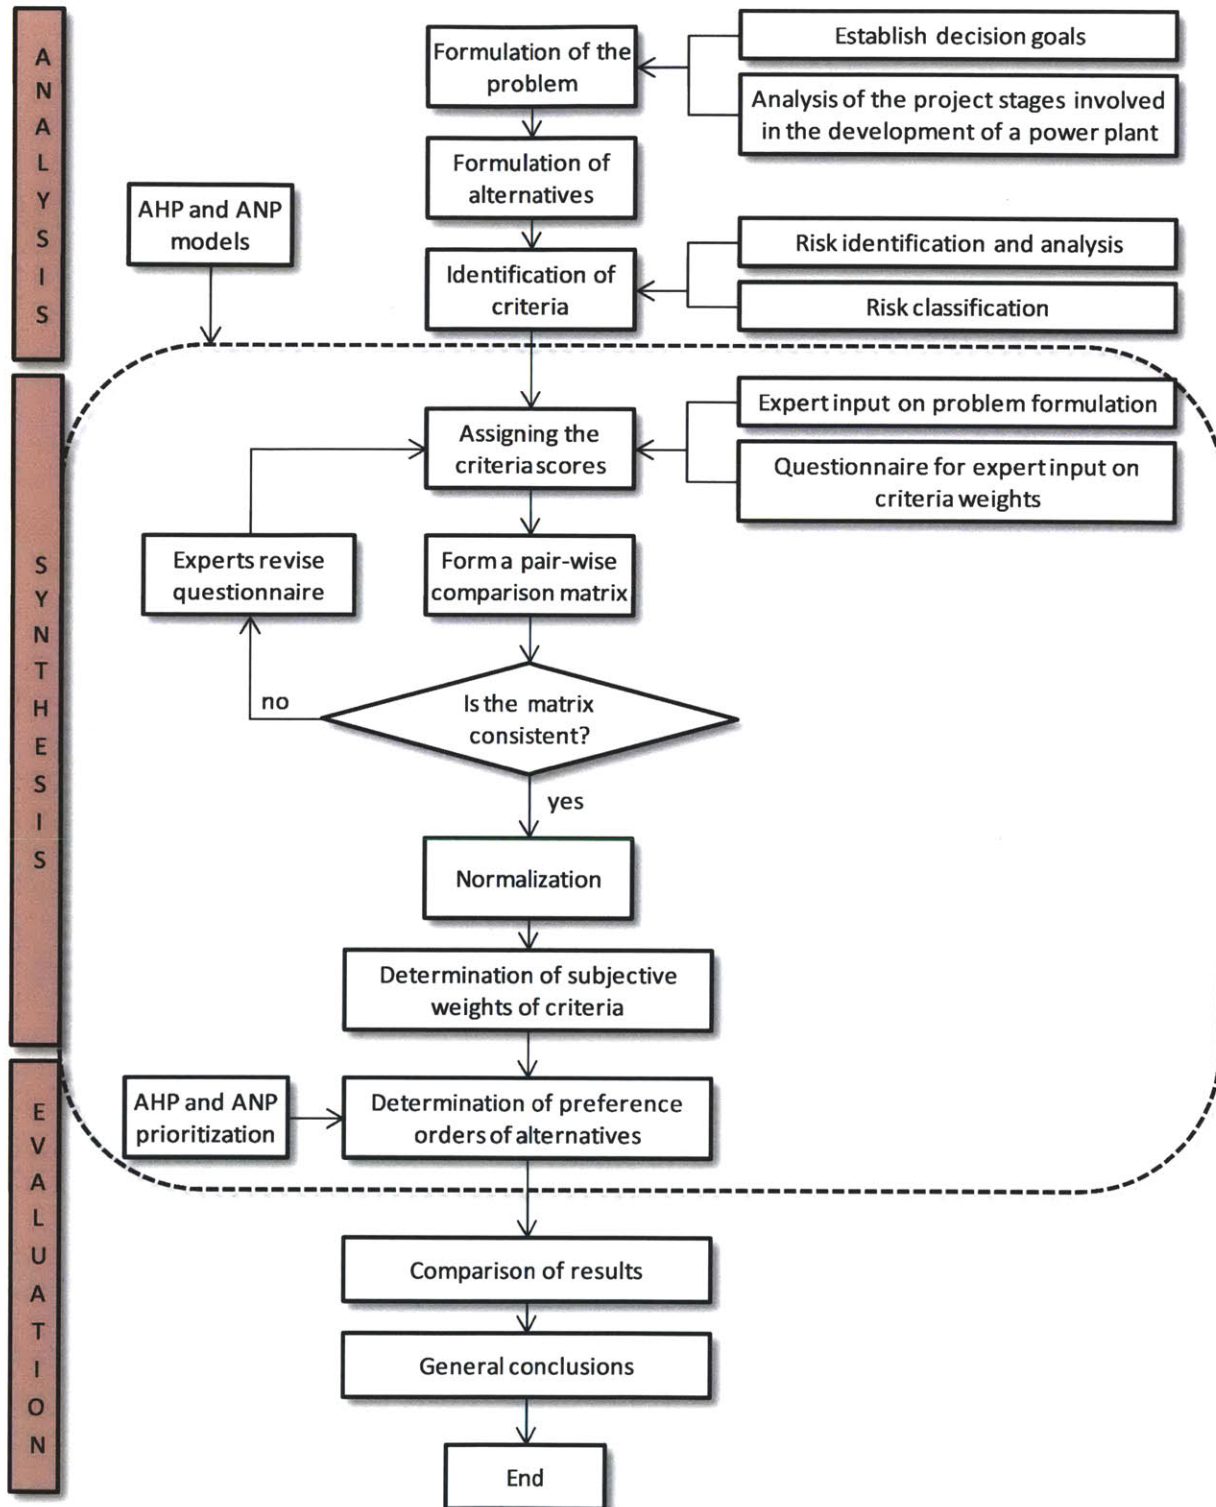 ANALYSIS
Formulation of the
problem
Establish decision goals
Analysis of the project stages involved
in the development of a power plant
Formulation of
alternatives
AHP and ANP
models
Identification of
criteria
Risk identification and analysis
Risk classification
SYNTHESIS
Assigning the
criteria scores
Expert input on problem formulation
Questionnaire for expert input on
criteria weights
Experts revise
questionnaire
Form a pair-wise
comparison matrix
no
Is the matrix
consistent?
yes
Normalization
Determination of subjective
weights of criteria
EVALUATION
AHP and ANP
prioritization
Determination of preference
orders of alternatives
Comparison of results
General conclusions
End